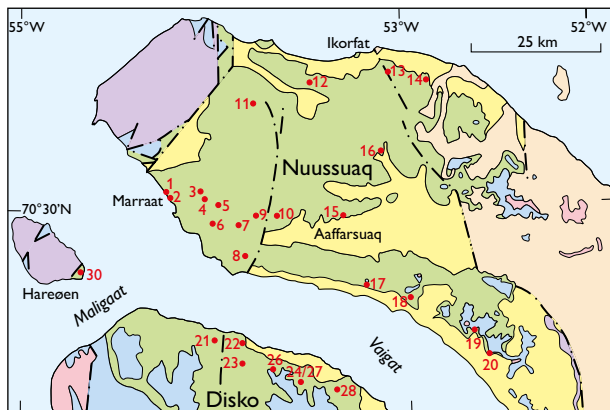 55°W
53°W
52°W
Ikorfat
25 km
13
14
12
11
16
Nuussuaq
1
2
3
4
5
Marraat
70°30'N
6
7
9
10
15
Aaffarsuaq
8
30
Hareøen
Maligaat
17
18
19
20
21
22
Vaigat
23
26
24/27
28
Disko